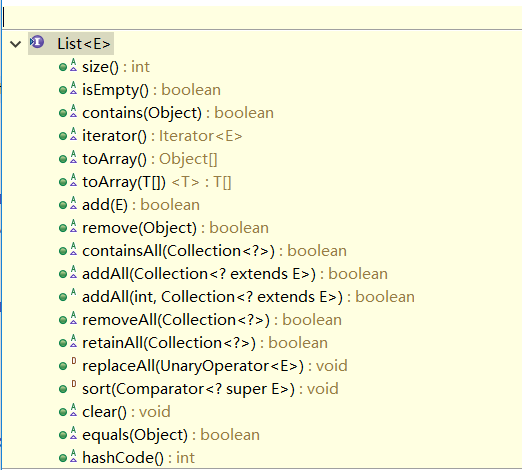 List<E>
size() : int
isEmpty() : boolean
contains(Object) : boolean
iterator() : Iterator<E>
toArray() : Object[]
toArray(T[]) <T> : T[]
add(E) : boolean
remove(Object) : boolean
containsAll(Collection<?>) : boolean
addAll(Collection<? extends E>) : boolean
addAll(int, Collection<? extends E>) : boolean
removeAll(Collection<?>) : boolean
retainAll(Collection<?>) : boolean
replaceAll(UnaryOperator<E>) : void
sort(Comparator<? super E>) : void
clear() : void
equals(Object) : boolean
hashCode() : int